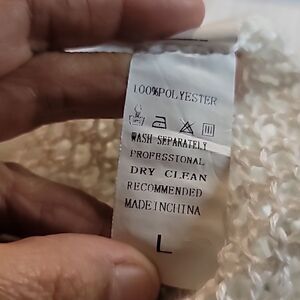 100%POLYESTER
WASH SEPARATELY
PROFESSIONAL
DRY CLEAN
RECOMMENDED
MADEINCHINA
L